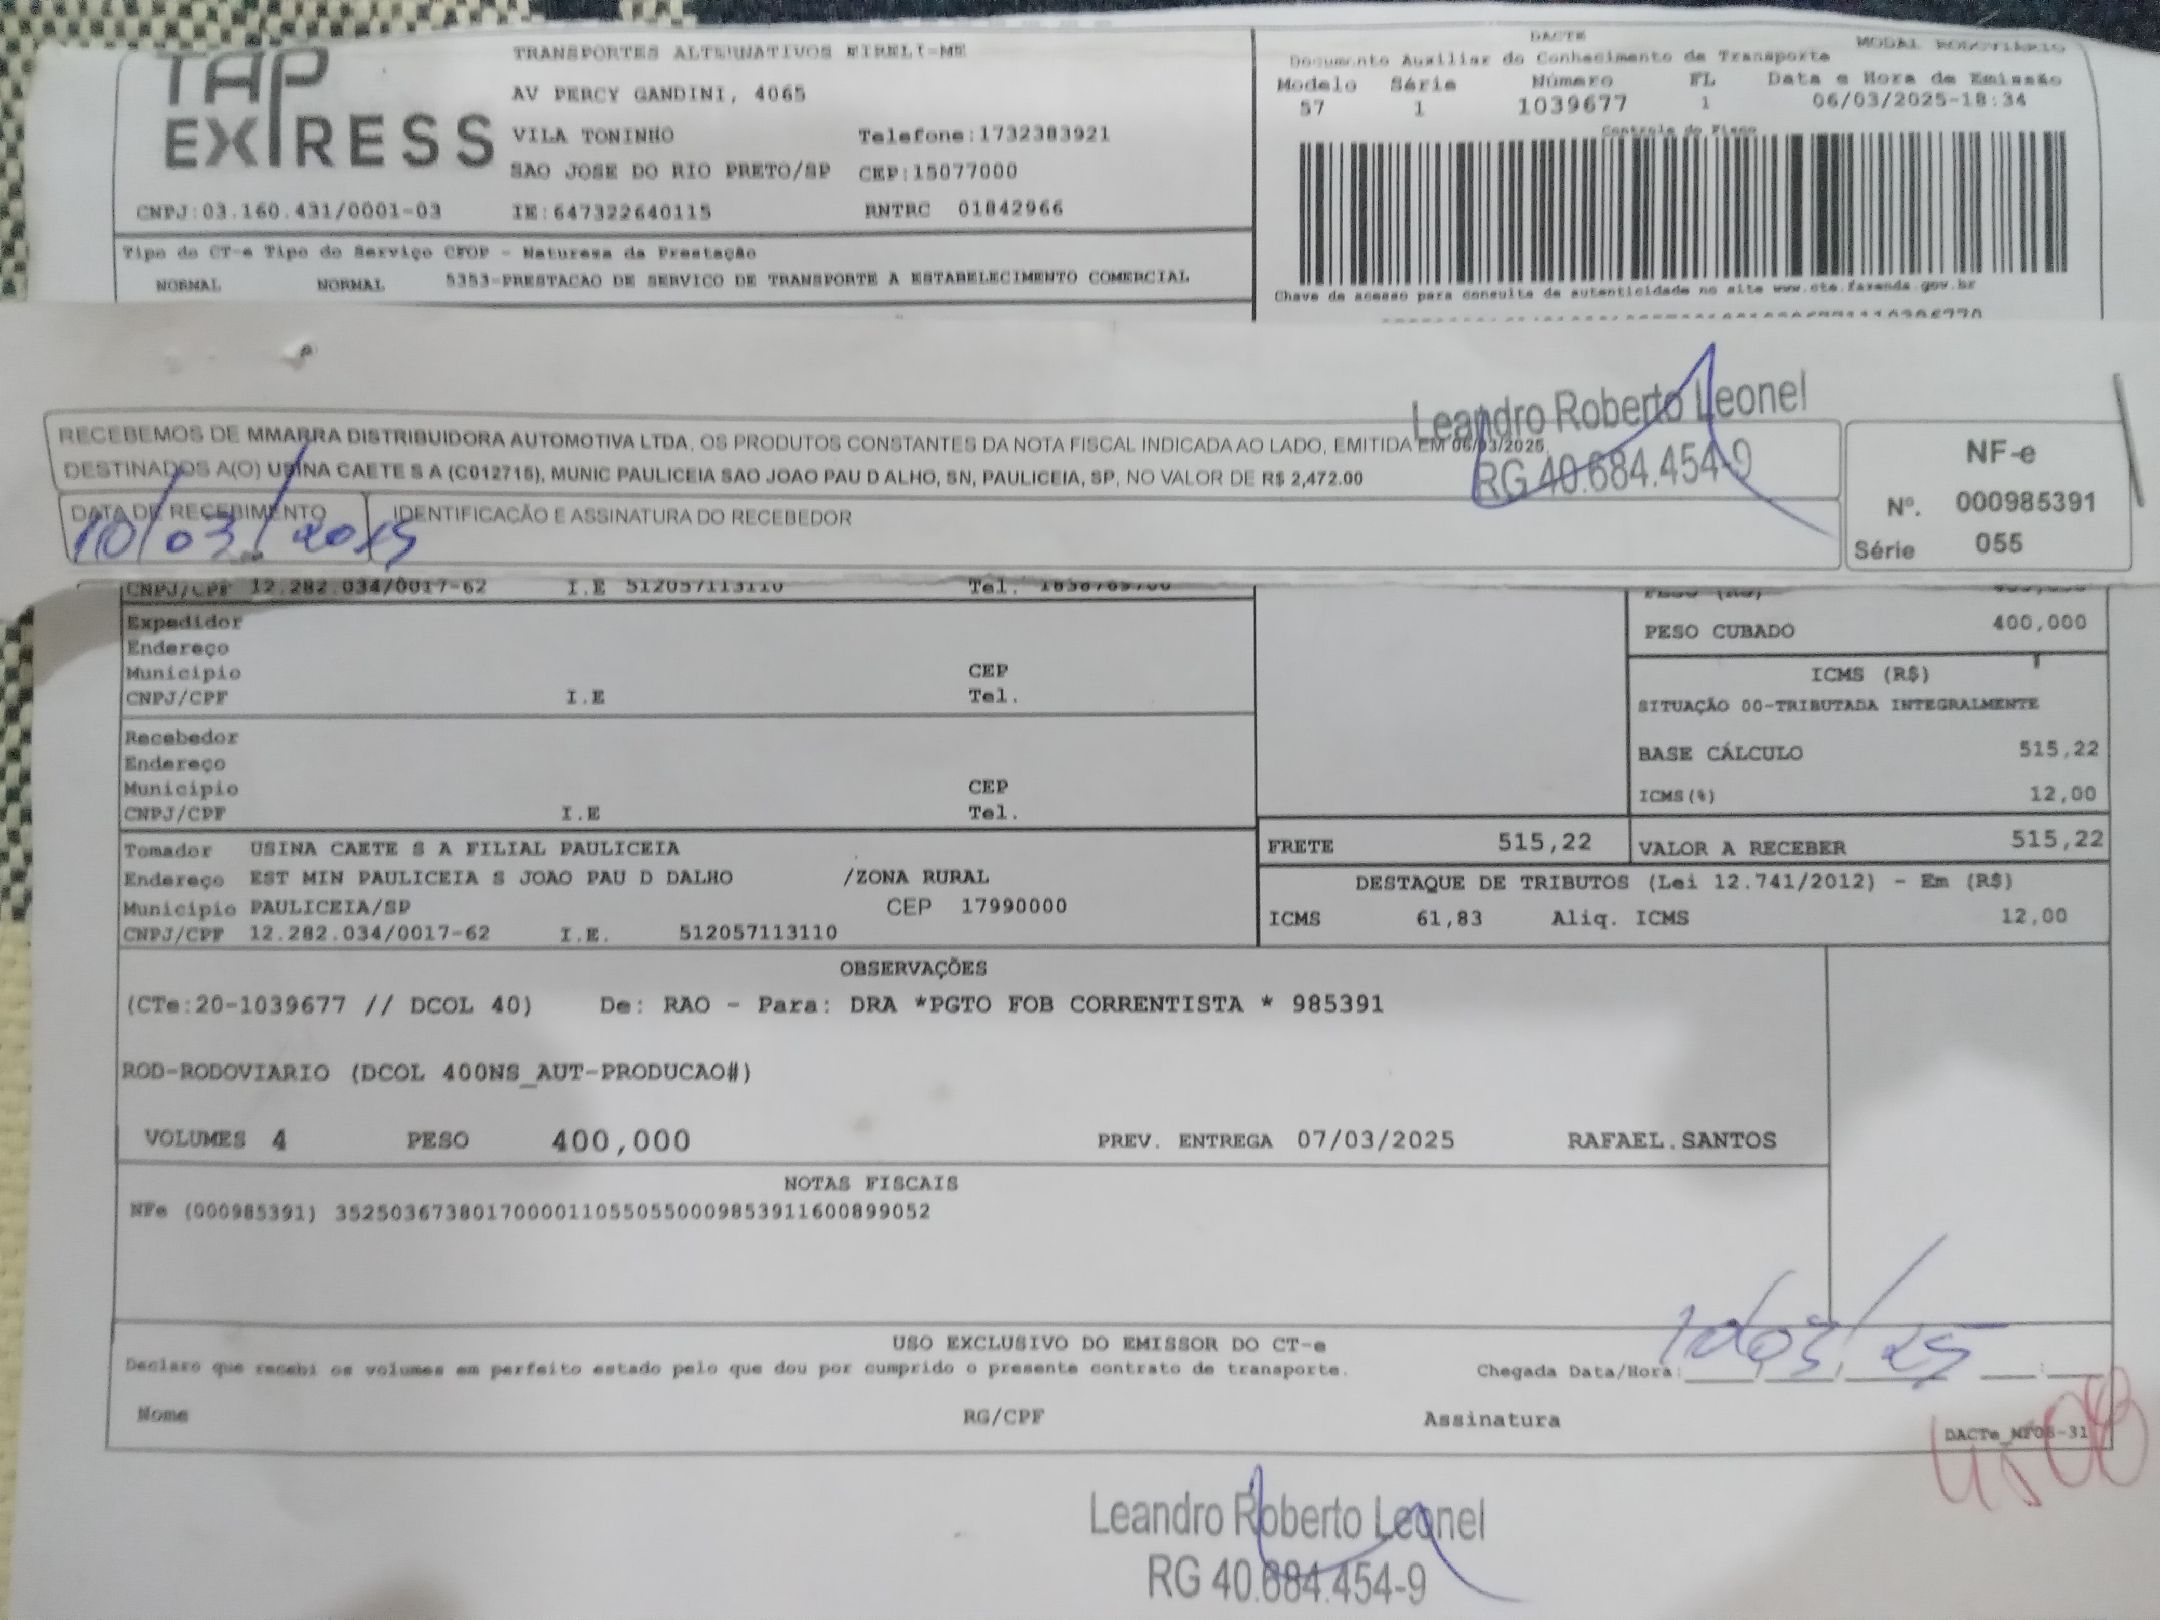 TAP EXPRESS
TRANSPORTES ALTERNATIVOS EIRELI-ME
AV PERCY GANDINI, 4065
VILA TONINHO Telefone:1732383921
SAO JOSE DO RIO PRETO/SP CEP:15077000
CNPJ:03.160.431/0001-03 IE:647322640115 RNTRC 01842966
Tipo do CT-e Tipo do Serviço CFOP - Natureza da Prestação
NORMAL NORMAL 5353-PRESTACAO DE SERVICO DE TRANSPORTE A ESTABELECIMENTO COMERCIAL
DACTE MODAL RODOVIÁRIO
Documento Auxiliar do Conhecimento de Transporte
Modelo Série Número FL Data e Hora de Emissão
57 1 1039677 1 06/03/2025-18:34
Controle do Fisco
Chave de acesso para consulta de autenticidade no site www.cte.fazenda.gov.br
Leandro Roberto Leonel
RG 40.684.454-9
RECEBEMOS DE MMARRA DISTRIBUIDORA AUTOMOTIVA LTDA, OS PRODUTOS CONSTANTES DA NOTA FISCAL INDICADA AO LADO, EMITIDA EM 06/03/2025,
DESTINADOS A(O) USINA CAETE S A (C012715), MUNIC PAULICEIA SAO JOAO PAU D ALHO, SN, PAULICEIA, SP, NO VALOR DE R$ 2,472.00
DATA DE RECEBIMENTO IDENTIFICAÇÃO E ASSINATURA DO RECEBEDOR
10/03/2025
NF-e
Nº. 000985391
Série 055
CNPJ/CPF 12.282.034/0017-62 I.E 512057113110 Tel.
Expedidor
Endereço
Município CEP
CNPJ/CPF I.E Tel.
Recebedor
Endereço
Município CEP
CNPJ/CPF I.E Tel.
PESO CUBADO 400,000
ICMS (R$)
SITUAÇÃO 00-TRIBUTADA INTEGRALMENTE
BASE CÁLCULO 515,22
ICMS(%) 12,00
Tomador USINA CAETE S A FILIAL PAULICEIA
Endereço EST MIN PAULICEIA S JOAO PAU D DALHO /ZONA RURAL
Município PAULICEIA/SP CEP 17990000
CNPJ/CPF 12.282.034/0017-62 I.E. 512057113110
FRETE 515,22 VALOR A RECEBER 515,22
DESTAQUE DE TRIBUTOS (Lei 12.741/2012) - Em (R$)
ICMS 61,83 Aliq. ICMS 12,00
OBSERVAÇÕES
(CTe:20-1039677 // DCOL 40) De: RAO - Para: DRA *PGTO FOB CORRENTISTA * 985391
ROD-RODOVIARIO (DCOL 400NS_AUT-PRODUCAO#)
VOLUMES 4 PESO 400,000 PREV. ENTREGA 07/03/2025 RAFAEL.SANTOS
NOTAS FISCAIS
NFe (000985391) 35250367380170000110550550009853911600899052
USO EXCLUSIVO DO EMISSOR DO CT-e
Declaro que recebi os volumes em perfeito estado pelo que dou por cumprido o presente contrato de transporte. Chegada Data/Hora: 10/03/25
Nome RG/CPF Assinatura
DACTe_MF08-31
Leandro Roberto Leonel
RG 40.684.454-9